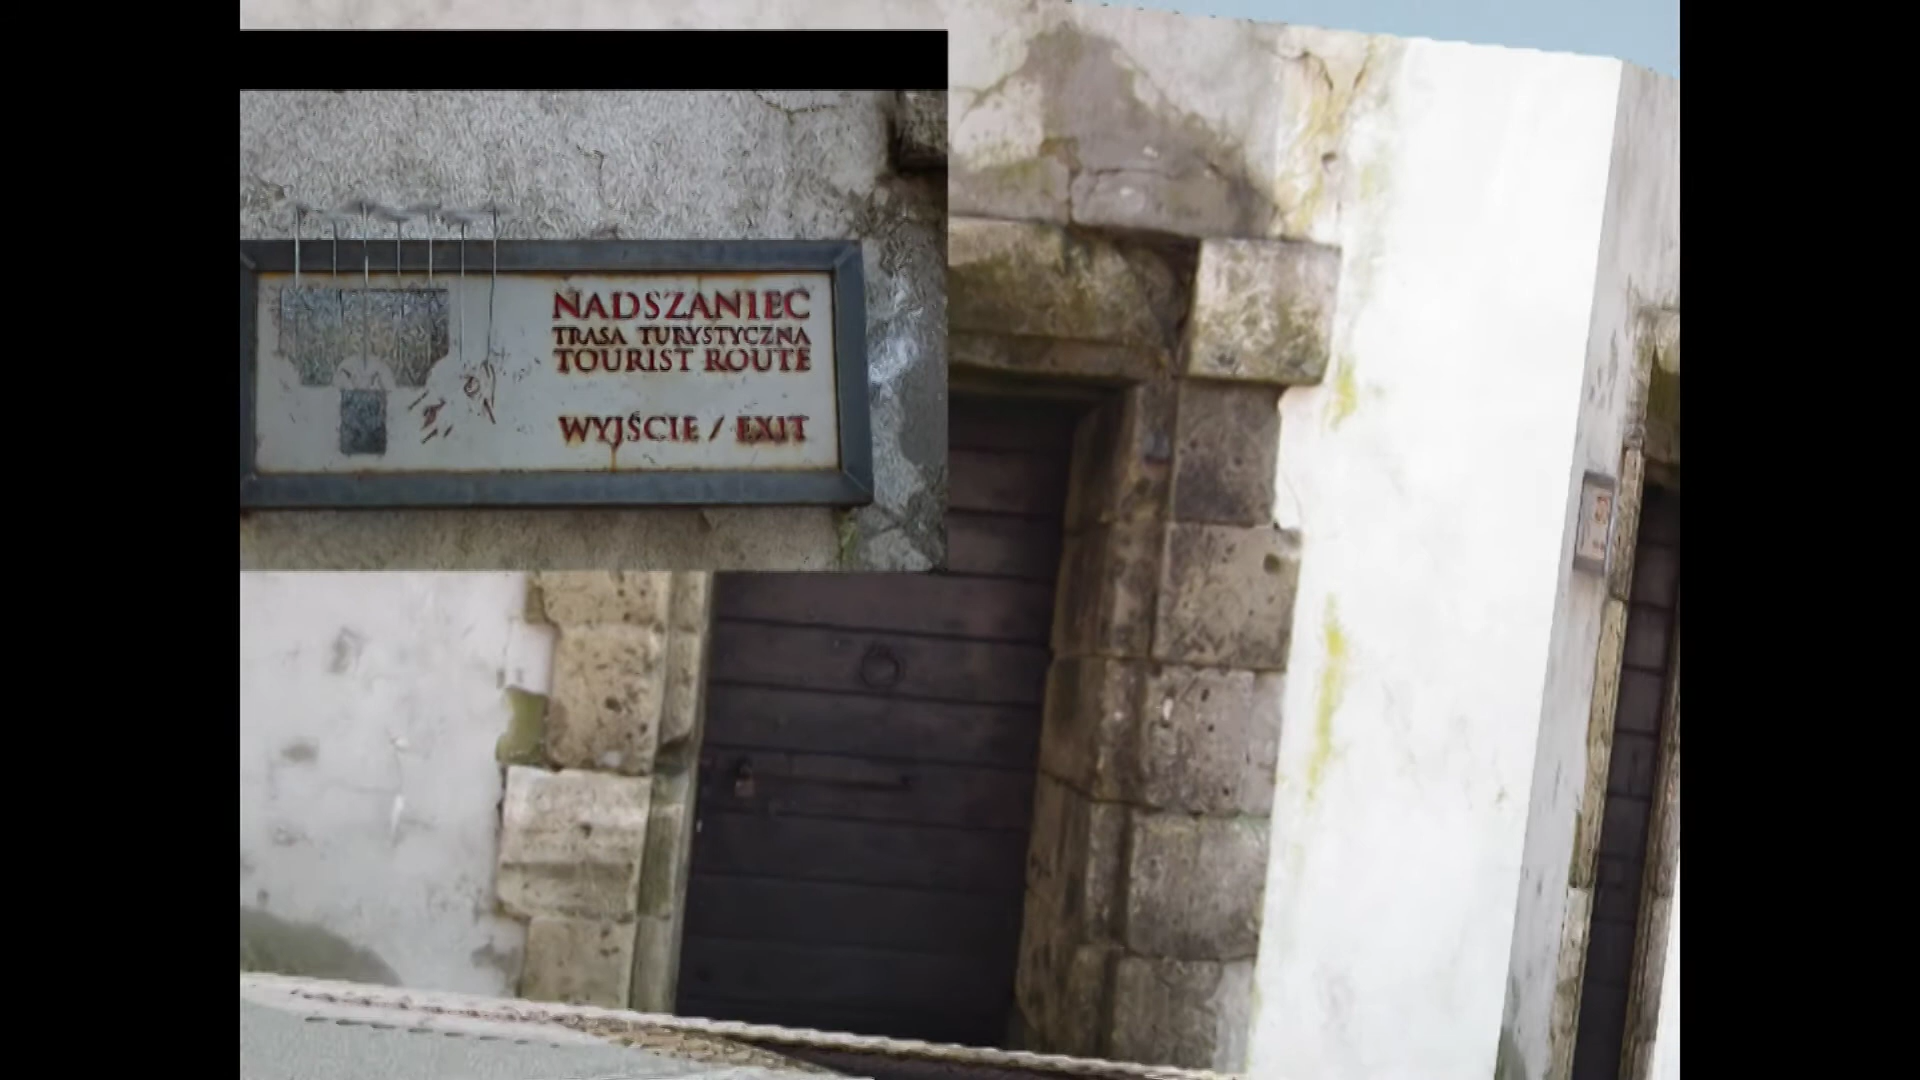 NADSZANIEC
TRASA TURYSTYCZNA
TOURIST ROUTE
WYJŚCIE / EXIT